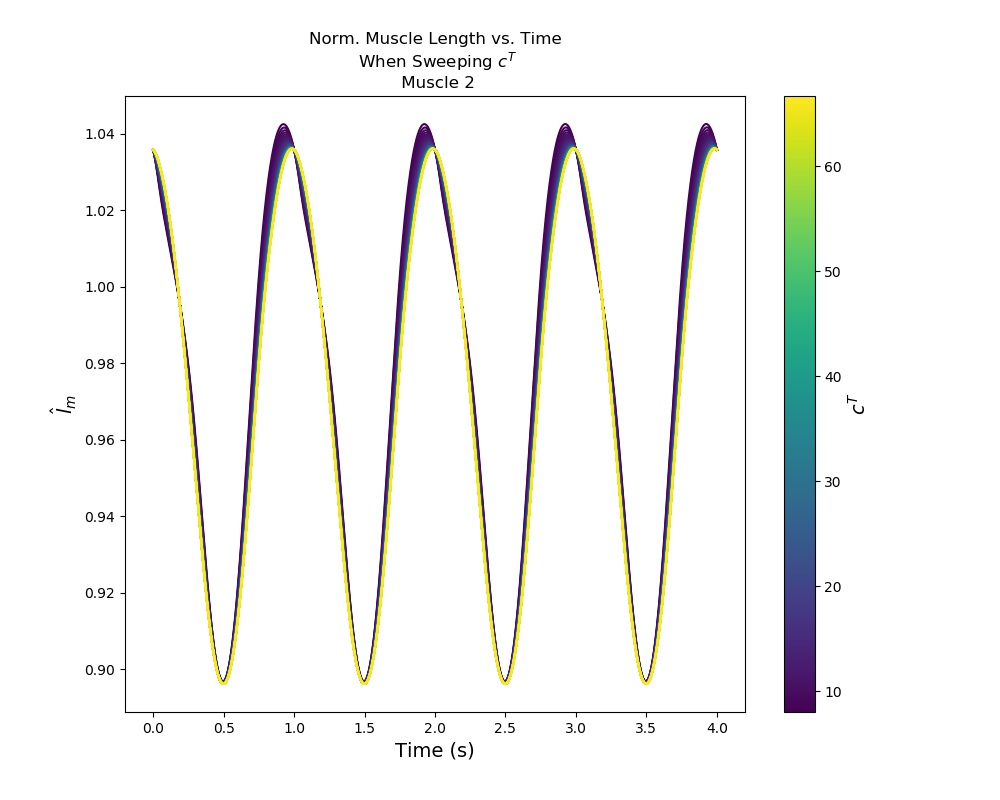 Norm. Muscle Length vs. Time
When Sweeping c^T
Muscle 2
1.04
1.02
1.00
0.98
0.96
0.94
0.92
0.90
l̂_m
0.0 0.5 1.0 1.5 2.0 2.5 3.0 3.5 4.0
Time (s)
60
50
40
30
20
10
c^T